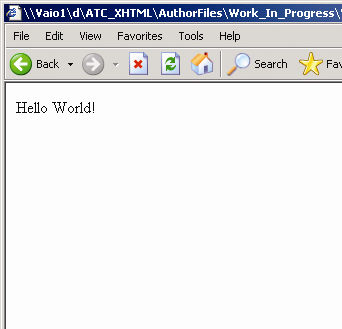 \\Vaio1\d\ATC_XHTML\AuthorFiles\Work_In_Progress\
File Edit View Favorites Tools Help
Back Search Fav
Hello World!